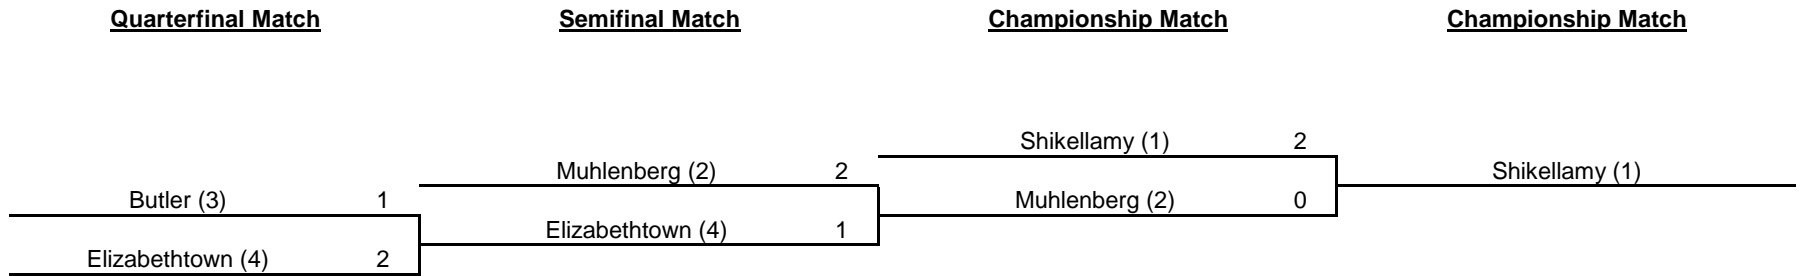 Quarterfinal Match
Semifinal Match
Championship Match
Championship Match
Shikellamy (1) 2
Muhlenberg (2) 2
Shikellamy (1)
Butler (3) 1
Muhlenberg (2) 0
Elizabethtown (4) 1
Elizabethtown (4) 2